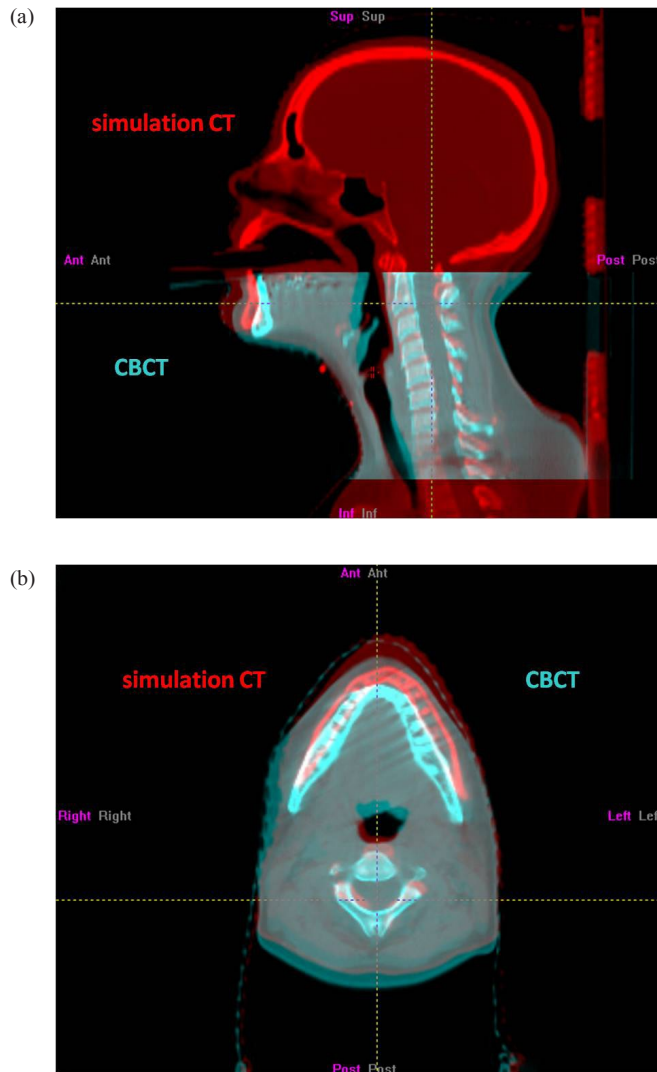 (a)
Sup Sup
simulation CT
Ant Ant
Post Post
CBCT
Inf Inf
(b)
Ant Ant
simulation CT
CBCT
Right Right
Left Lef
Post Post